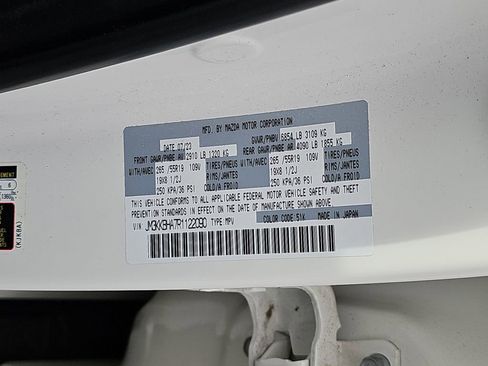 MFD. BY MAZDA MOTOR CORPORATION
DATE 07/23 GVWR/PNBV 6854 LB 3109 KG
FRONT GAWR/PNBE AV 2910 LB 1320 KG REAR GAWR/PNBE AR 4090 LB 1855 KG
WITH/AVEC 265/55R19 109V TIRES/PNEUS WITH/AVEC 265/55R19 109V TIRES/PNEUS
19X8 1/2J RIMS/JANTES 19X8 1/2J RIMS/JANTES
250 KPA/36 PSI COLD/A FROID 250 KPA/36 PSI COLD/A FROID
THIS VEHICLE CONFORMS TO ALL APPLICABLE FEDERAL MOTOR VEHICLE SAFETY AND THEFT
PREVENTION STANDARDS IN EFFECT ON THE DATE OF MANUFACTURE SHOWN ABOVE.
COLOR CODE:51K MADE IN JAPAN
VIN: JM3KKBHA7R1122090 TYPE MPV
(KJK8A)